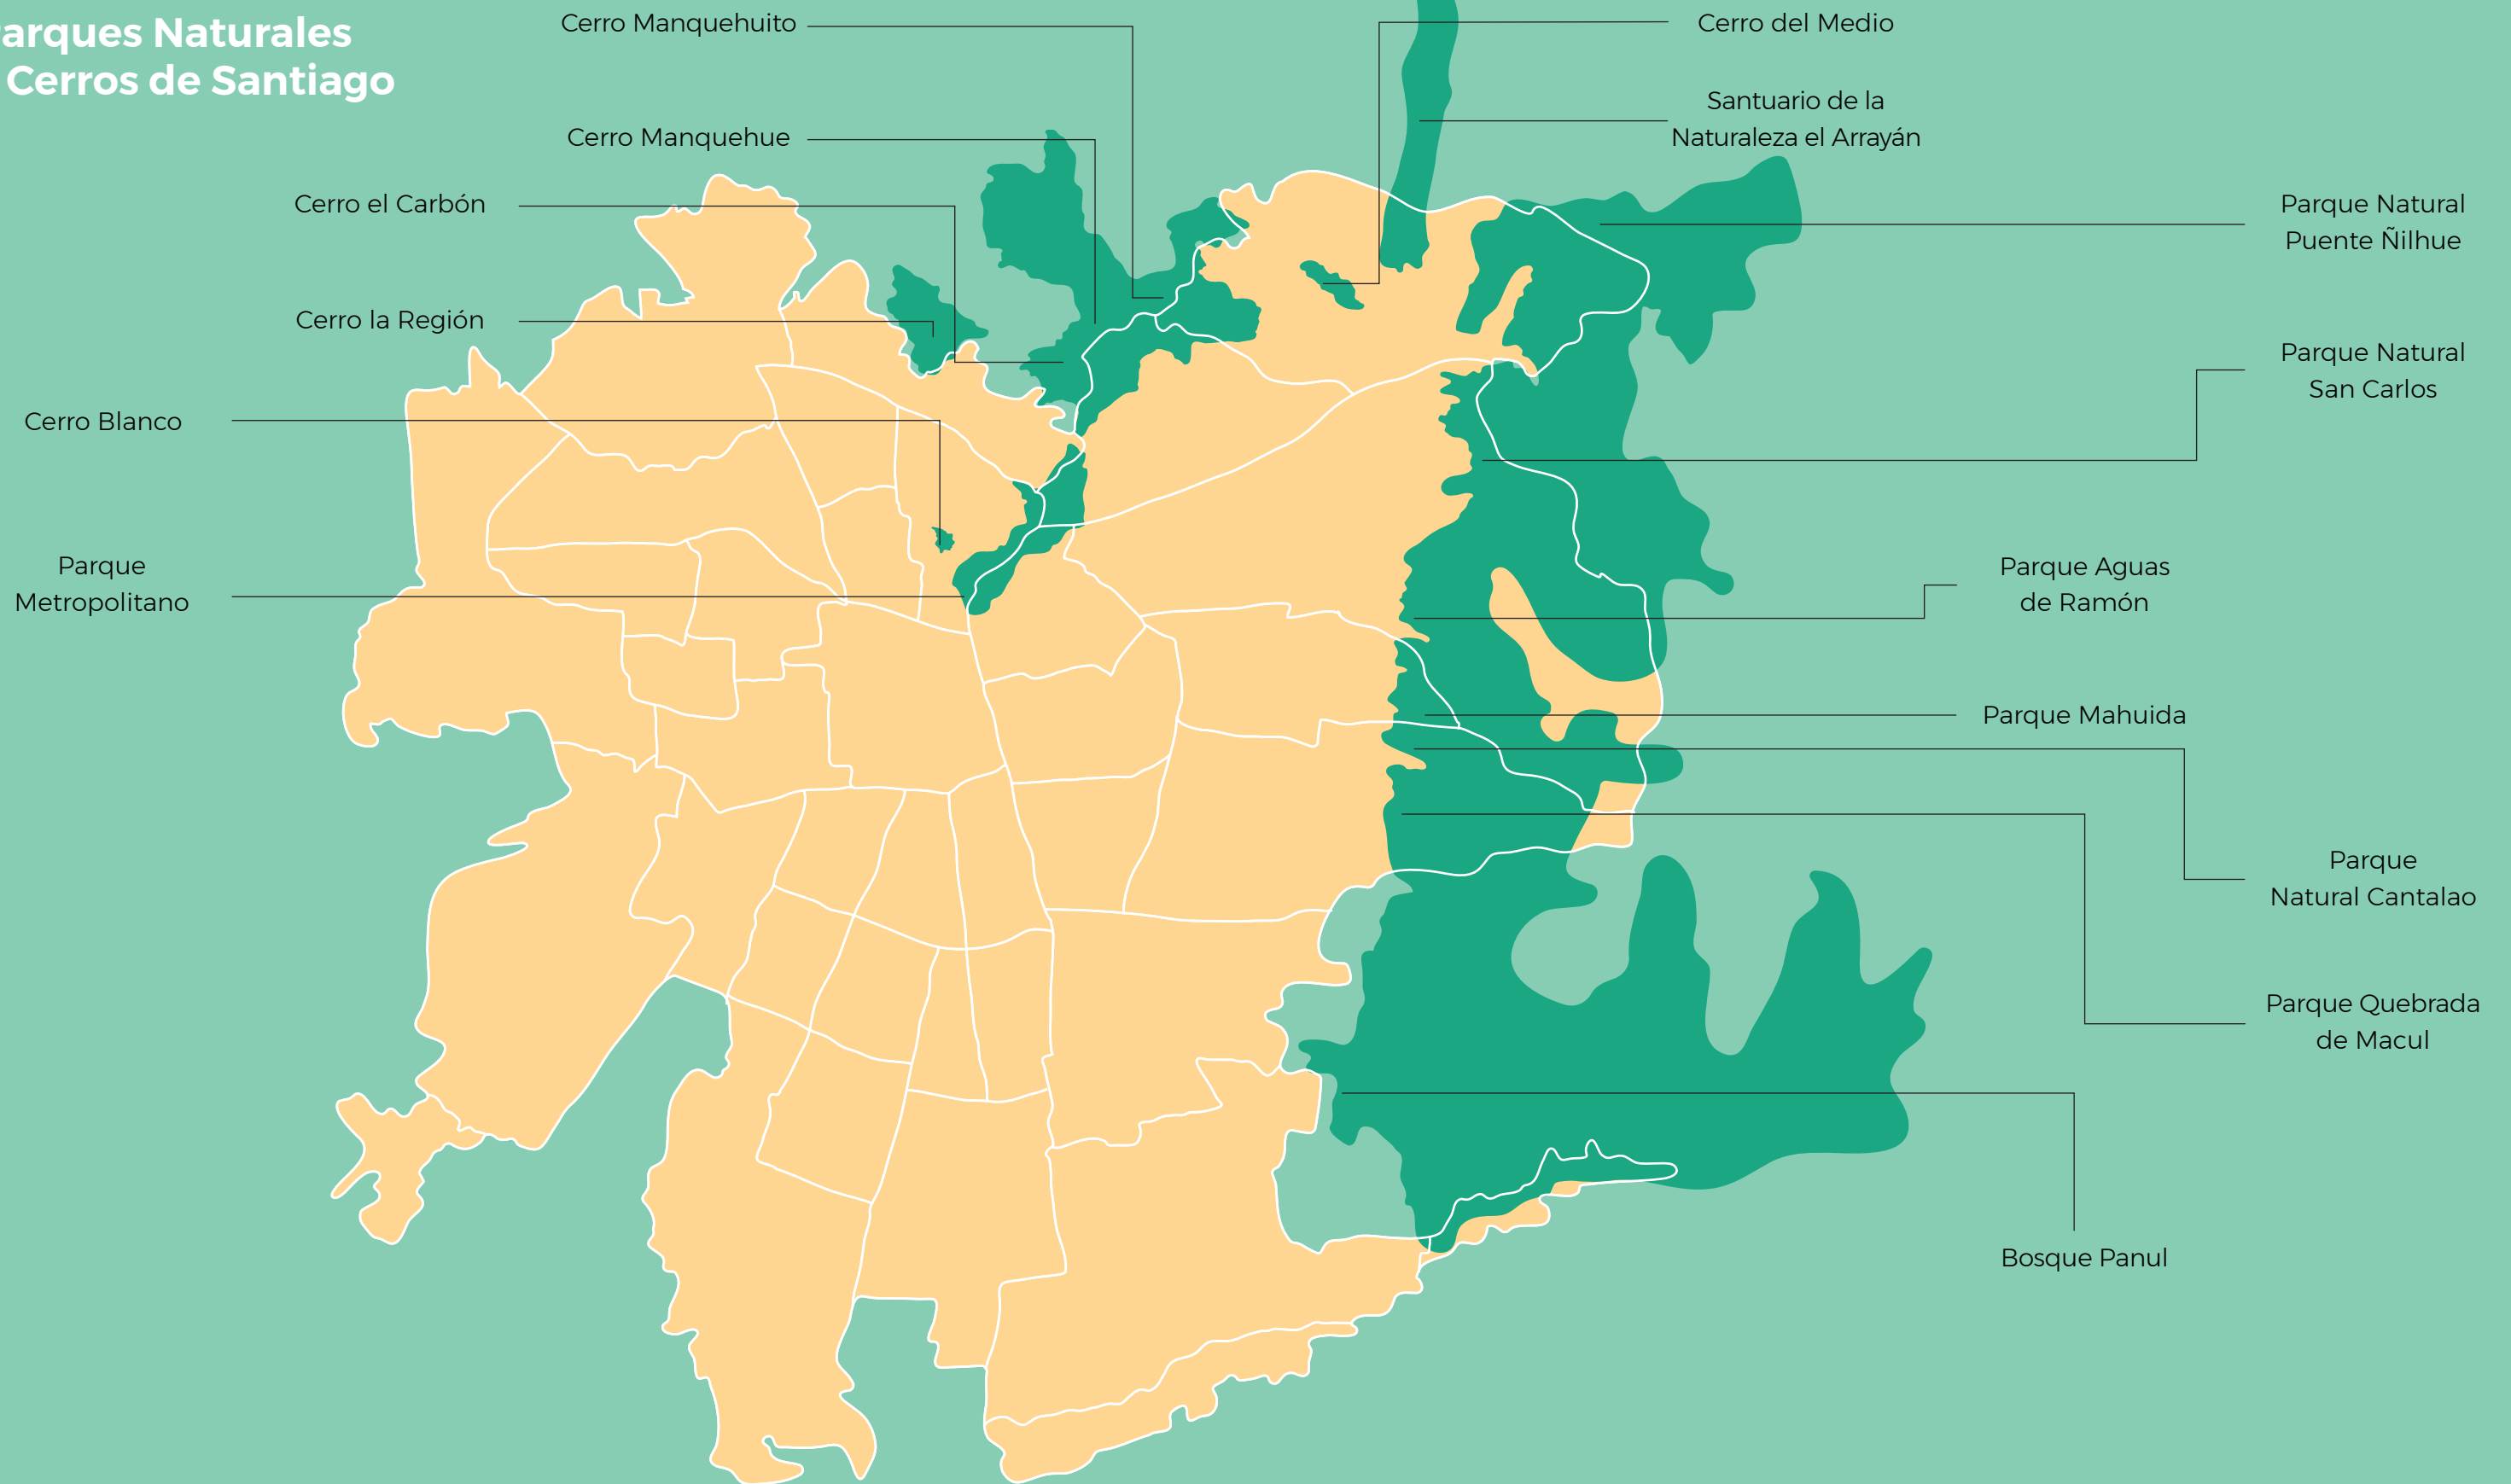 arques Naturales
Cerros de Santiago
Cerro Manquehuito
Cerro Manquehue
Cerro el Carbón
Cerro la Región
Cerro Blanco
Parque
Metropolitano
Cerro del Medio
Santuario de la
Naturaleza el Arrayán
Parque Natural
Puente Ñilhue
Parque Natural
San Carlos
Parque Aguas
de Ramón
Parque Mahuida
Parque
Natural Cantalao
Parque Quebrada
de Macul
Bosque Panul